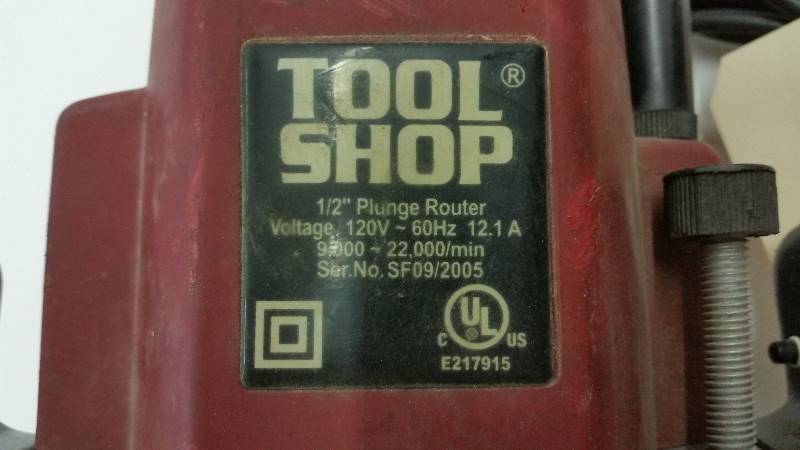 TOOL ®
SHOP
1/2" Plunge Router
Voltage. 120V ~ 60Hz 12.1 A
9,000 ~ 22,000/min
Ser.No. SF09/2005
C UL US
E217915